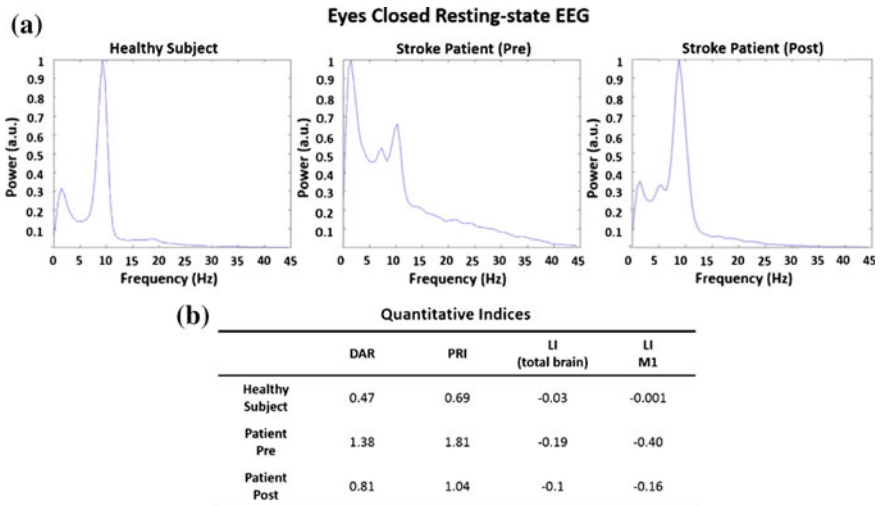 (a)
Eyes Closed Resting-state EEG
Healthy Subject
Stroke Patient (Pre)
Stroke Patient (Post)
1
0.9
0.8
0.7
0.6
0.5
0.4
0.3
0.2
0.1
Power (a.u.)
0 5 10 15 20 25 30 35 40 45
Frequency (Hz)
1
0.9
0.8
0.7
0.6
0.5
0.4
0.3
0.2
0.1
Power (a.u.)
0 5 10 15 20 25 30 35 40 45
Frequency (Hz)
1
0.9
0.8
0.7
0.6
0.5
0.4
0.3
0.2
0.1
Power (a.u.)
0 5 10 15 20 25 30 35 40 45
Frequency (Hz)
(b)
Quantitative Indices
DAR PRI LI (total brain) LI M1
Healthy Subject 0.47 0.69 -0.03 -0.001
Patient Pre 1.38 1.81 -0.19 -0.40
Patient Post 0.81 1.04 -0.1 -0.16